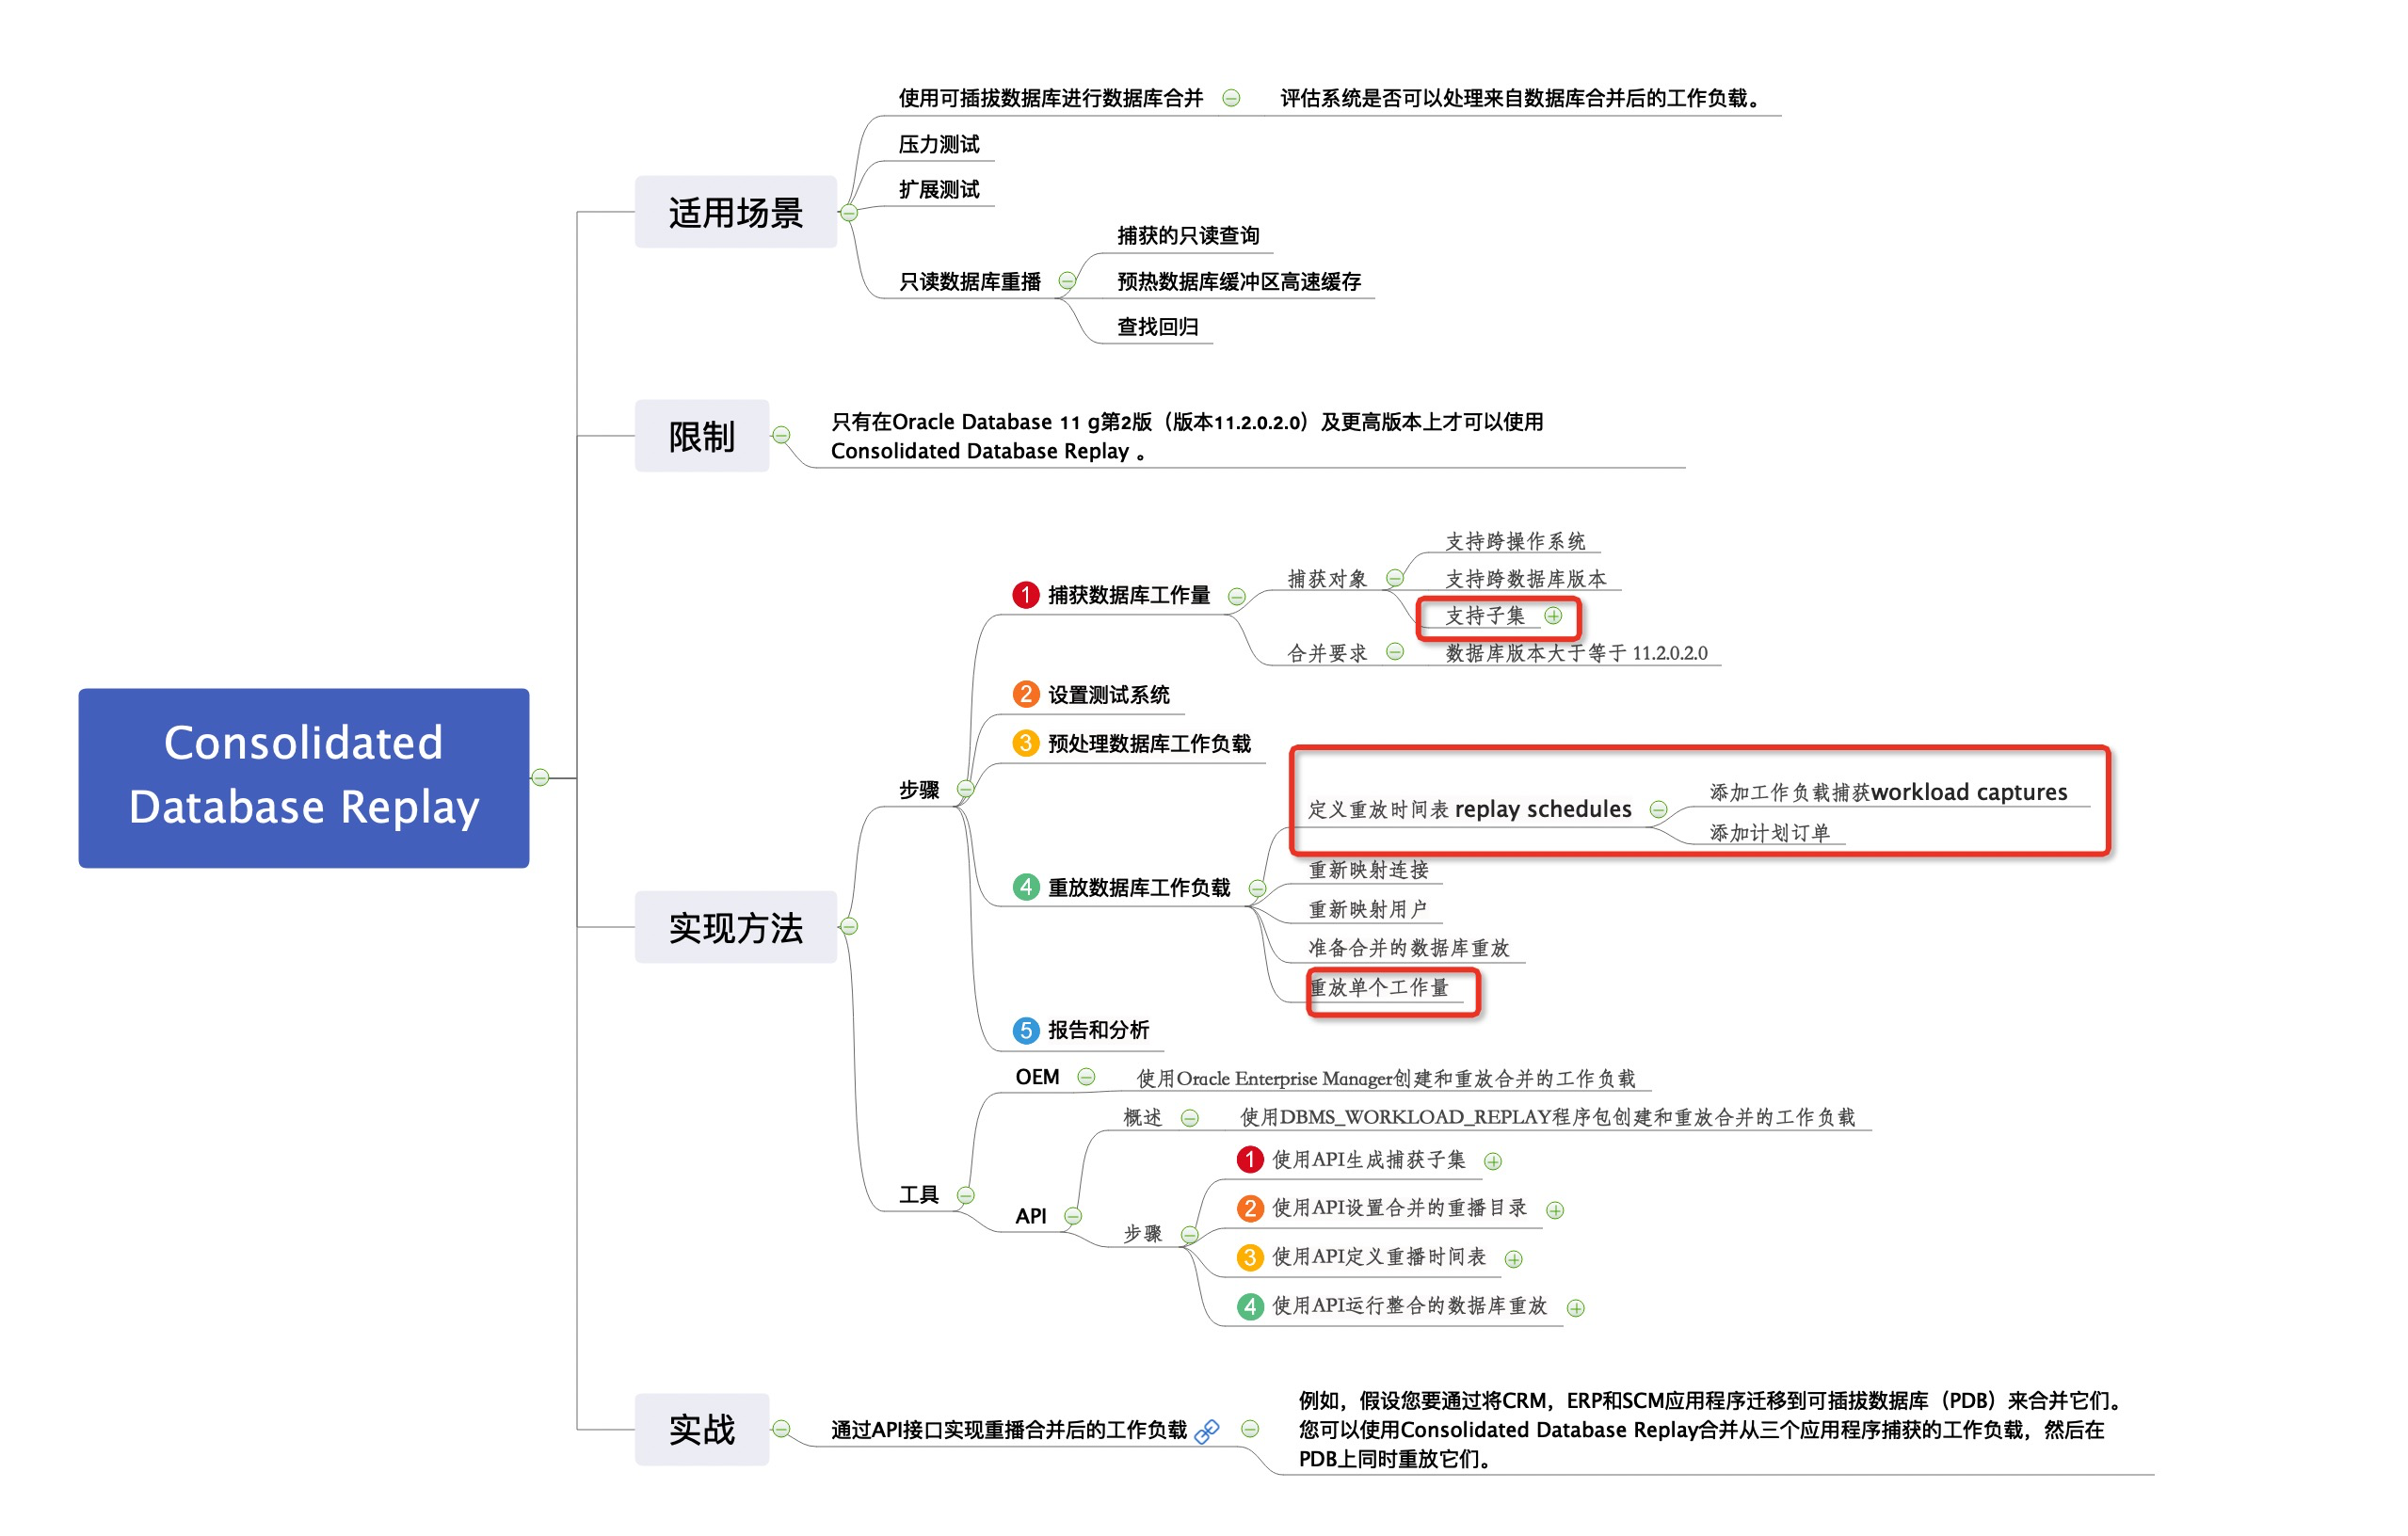 Consolidated
Database Replay
适用场景
使用可插拔数据库进行数据库合并
评估系统是否可以处理来自数据库合并后的工作负载。
压力测试
扩展测试
只读数据库重播
捕获的只读查询
预热数据库缓冲区高速缓存
查找回归
限制
只有在Oracle Database 11 g第2版（版本11.2.0.2.0）及更高版本上才可以使用
Consolidated Database Replay 。
实现方法
步骤
1 捕获数据库工作量
捕获对象
支持跨操作系统
支持跨数据库版本
支持子集
合并要求
数据库版本大于等于 11.2.0.2.0
2 设置测试系统
3 预处理数据库工作负载
4 重放数据库工作负载
定义重放时间表 replay schedules
添加工作负载捕获workload captures
添加计划订单
重新映射连接
重新映射用户
准备合并的数据库重放
重放单个工作量
5 报告和分析
工具
OEM
使用Oracle Enterprise Manager创建和重放合并的工作负载
API
概述
使用DBMS_WORKLOAD_REPLAY程序包创建和重放合并的工作负载
步骤
1 使用API生成捕获子集
2 使用API设置合并的重播目录
3 使用API定义重播时间表
4 使用API运行整合的数据库重放
实战
通过API接口实现重播合并后的工作负载
例如，假设您要通过将CRM，ERP和SCM应用程序迁移到可插拔数据库（PDB）来合并它们。
您可以使用Consolidated Database Replay合并从三个应用程序捕获的工作负载，然后在
PDB上同时重放它们。